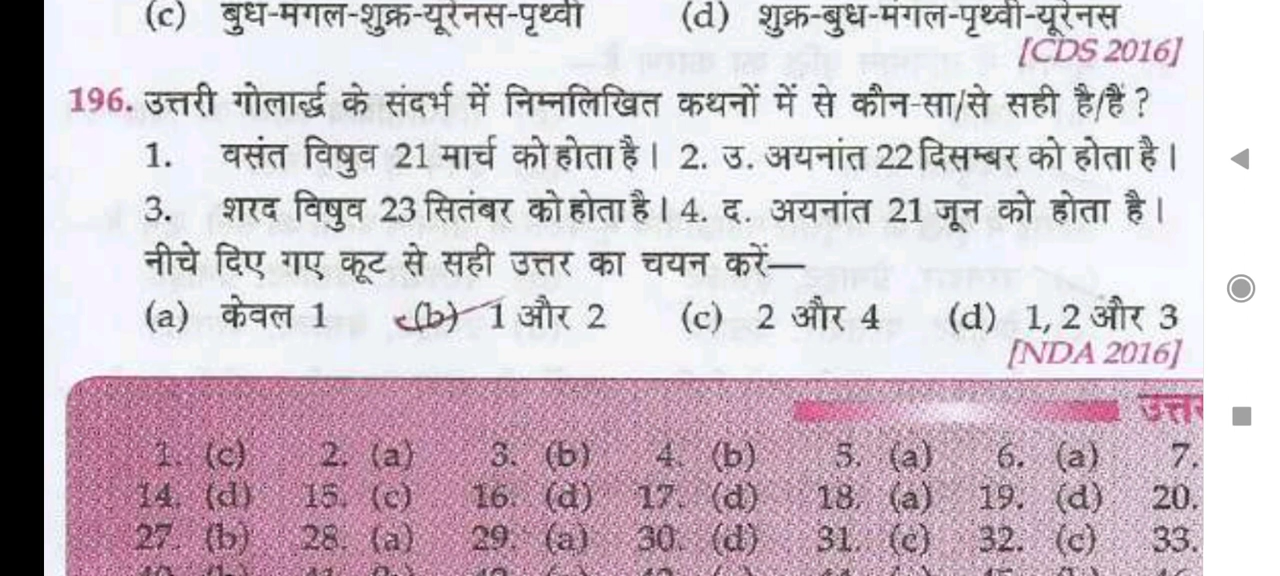 (c) बुध-मंगल-शुक्र-यूरेनस-पृथ्वी (d) शुक्र-बुध-मंगल-पृथ्वी-यूरेनस
[CDS 2016]
196. उत्तरी गोलार्द्ध के संदर्भ में निम्नलिखित कथनों में से कौन-सा/से सही है/हैं ?
1. वसंत विषुव 21 मार्च को होता है। 2. उ. अयनांत 22 दिसम्बर को होता है।
3. शरद विषुव 23 सितंबर को होता है। 4. द. अयनांत 21 जून को होता है।
नीचे दिए गए कूट से सही उत्तर का चयन करें—
(a) केवल 1 (b) 1 और 2 (c) 2 और 4 (d) 1, 2 और 3
[NDA 2016]
1. (c) 2. (a) 3. (b) 4. (b) 5. (a) 6. (a) 7.
14. (d) 15. (c) 16. (d) 17. (d) 18. (a) 19. (d) 20.
27. (b) 28. (a) 29. (a) 30. (d) 31. (c) 32. (c) 33.